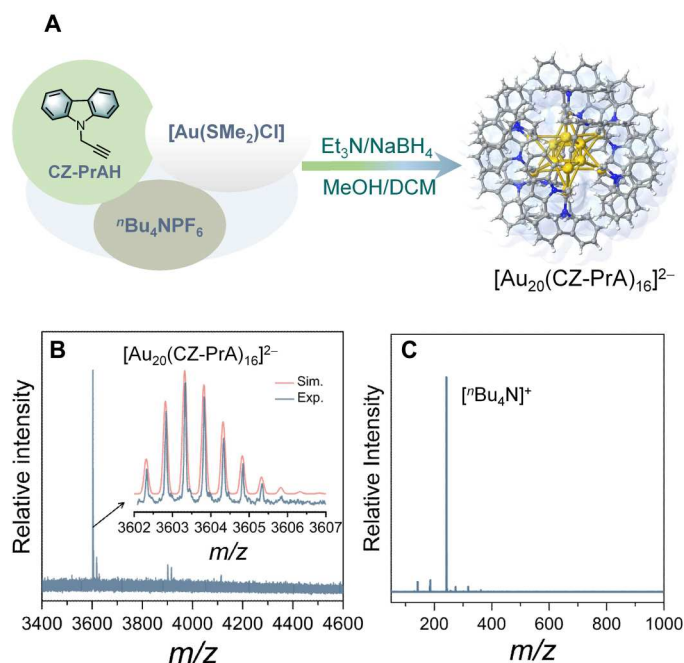 A
N
CZ-PrAH
[Au(SMe₂)Cl]
ⁿBu₄NPF₆
Et₃N/NaBH₄
MeOH/DCM
[Au₂₀(CZ-PrA)₁₆]²⁻
B
[Au₂₀(CZ-PrA)₁₆]²⁻
Sim.
Exp.
3602 3603 3604 3605 3606 3607
m/z
Relative intensity
3400 3600 3800 4000 4200 4400 4600
m/z
C
[ⁿBu₄N]⁺
Relative Intensity
200 400 600 800 1000
m/z